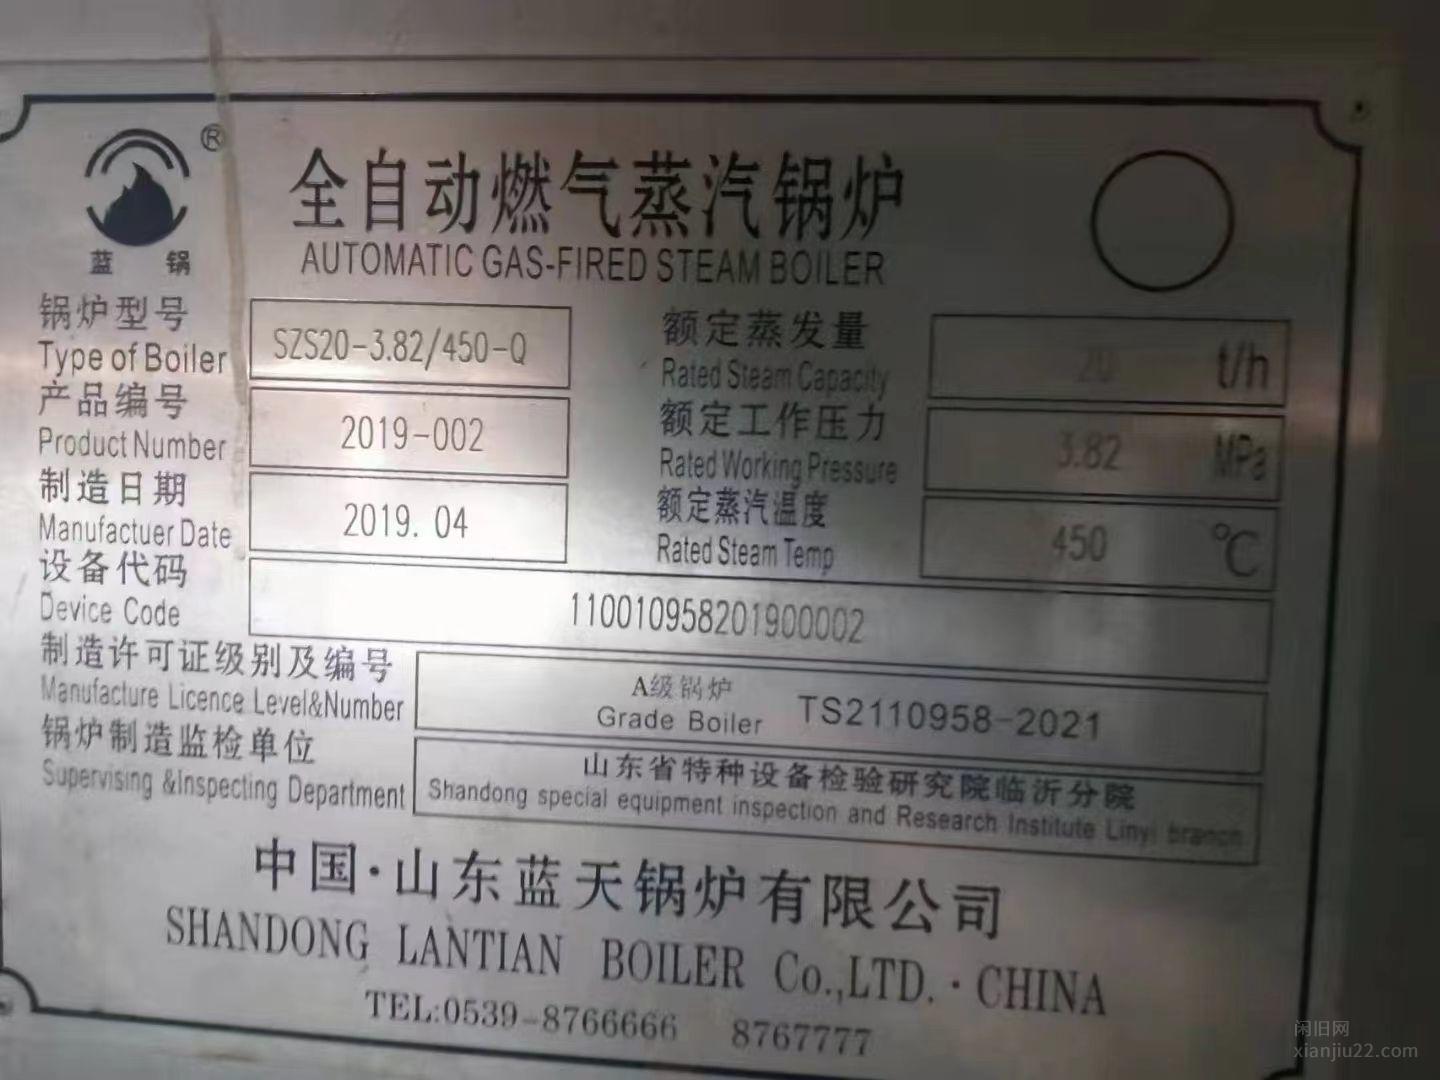 ®
蓝 锅
全自动燃气蒸汽锅炉
AUTOMATIC GAS-FIRED STEAM BOILER
锅炉型号
Type of Boiler
SZS20-3.82/450-Q
额定蒸发量
Rated Steam Capacity
20 t/h
产品编号
Product Number
2019-002
额定工作压力
Rated Working Pressure
3.82 MPa
制造日期
Manufactuer Date
2019.04
额定蒸汽温度
Rated Steam Temp
450 ℃
设备代码
Device Code
110010958201900002
制造许可证级别及编号
Manufacture Licence Level&Number
A级锅炉
Grade Boiler
TS2110958-2021
锅炉制造监检单位
Supervising &Inspecting Department
山东省特种设备检验研究院临沂分院
Shandong special equipment inspection and Research Institute Linyi branch
中国·山东蓝天锅炉有限公司
SHANDONG LANTIAN BOILER Co.,LTD.·CHINA
TEL:0539-8766666 8767777
闲旧网
xianjiu22.com